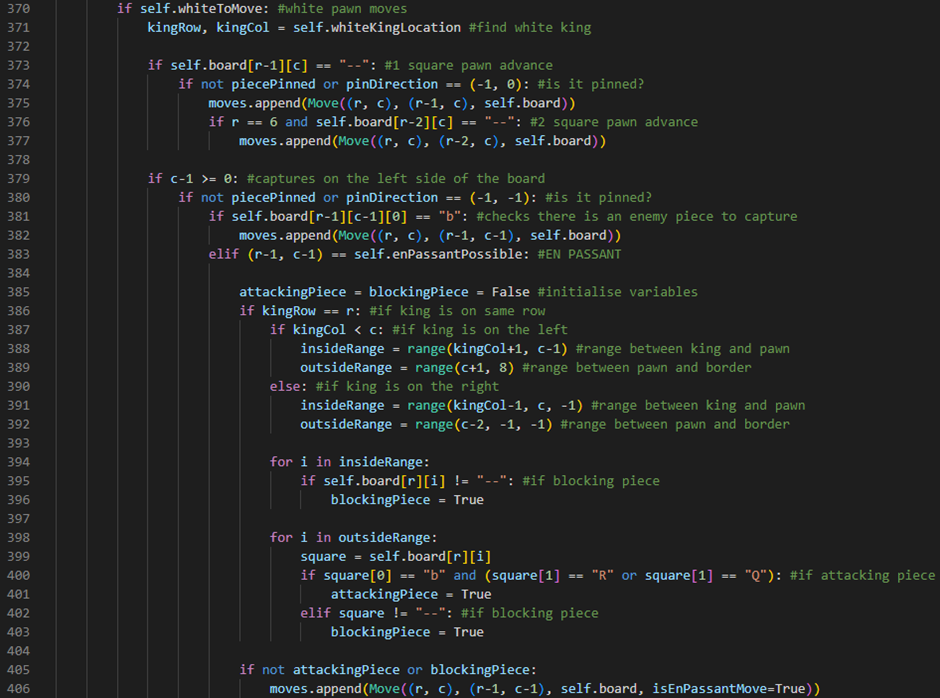 370 if self.whiteToMove: #white pawn moves
371 kingRow, kingCol = self.whiteKingLocation #find white king
372
373 if self.board[r-1][c] == "--": #1 square pawn advance
374 if not piecePinned or pinDirection == (-1, 0): #is it pinned?
375 moves.append(Move((r, c), (r-1, c), self.board))
376 if r == 6 and self.board[r-2][c] == "--": #2 square pawn advance
377 moves.append(Move((r, c), (r-2, c), self.board))
378
379 if c-1 >= 0: #captures on the left side of the board
380 if not piecePinned or pinDirection == (-1, -1): #is it pinned?
381 if self.board[r-1][c-1][0] == "b": #checks there is an enemy piece to capture
382 moves.append(Move((r, c), (r-1, c-1), self.board))
383 elif (r-1, c-1) == self.enPassantPossible: #EN PASSANT
384
385 attackingPiece = blockingPiece = False #initialise variables
386 if kingRow == r: #if king is on same row
387 if kingCol < c: #if king is on the left
388 insideRange = range(kingCol+1, c-1) #range between king and pawn
389 outsideRange = range(c+1, 8) #range between pawn and border
390 else: #if king is on the right
391 insideRange = range(kingCol-1, c, -1) #range between king and pawn
392 outsideRange = range(c-2, -1, -1) #range between pawn and border
393
394 for i in insideRange:
395 if self.board[r][i] != "--": #if blocking piece
396 blockingPiece = True
397
398 for i in outsideRange:
399 square = self.board[r][i]
400 if square[0] == "b" and (square[1] == "R" or square[1] == "Q"): #if attacking piece
401 attackingPiece = True
402 elif square != "--": #if blocking piece
403 blockingPiece = True
404
405 if not attackingPiece or blockingPiece:
406 moves.append(Move((r, c), (r-1, c-1), self.board, isEnPassantMove=True))